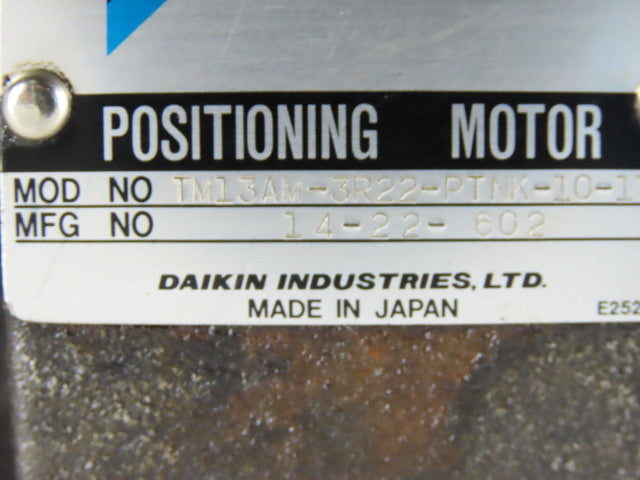 POSITIONING MOTOR
MOD NO TM13AM-3R22-PTNK-10-1
MFG NO 14-22-602
DAIKIN INDUSTRIES, LTD.
MADE IN JAPAN
E252